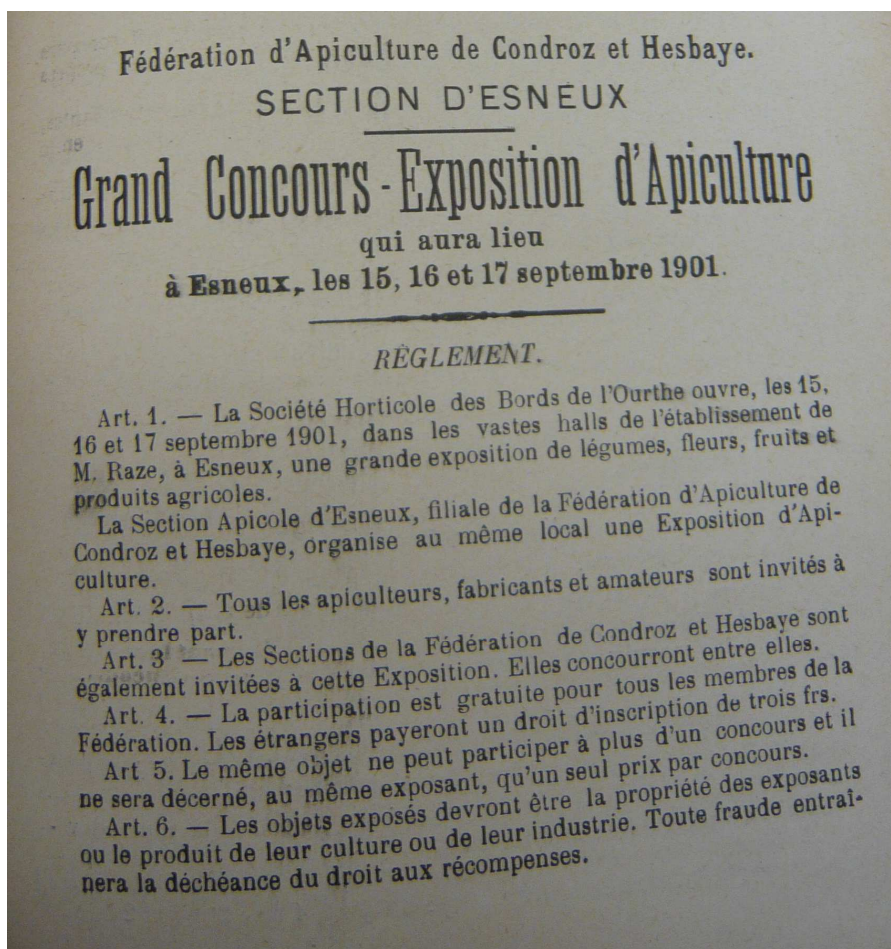 Fédération d'Apiculture de Condroz et Hesbaye.
SECTION D'ESNEUX
Grand Concours - Exposition d'Apiculture
qui aura lieu
à Esneux, les 15, 16 et 17 septembre 1901.
RÈGLEMENT.
Art. 1. — La Société Horticole des Bords de l'Ourthe ouvre, les 15,
16 et 17 septembre 1901, dans les vastes halls de l'établissement de
M. Raze, à Esneux, une grande exposition de légumes, fleurs, fruits et
produits agricoles.
La Section Apicole d'Esneux, filiale de la Fédération d'Apiculture de
Condroz et Hesbaye, organise au même local une Exposition d'Api-
culture.
Art. 2. — Tous les apiculteurs, fabricants et amateurs sont invités à
y prendre part.
Art. 3 — Les Sections de la Fédération de Condroz et Hesbaye sont
également invitées à cette Exposition. Elles concourront entre elles.
Art. 4. — La participation est gratuite pour tous les membres de la
Fédération. Les étrangers payeront un droit d'inscription de trois frs.
Art 5. Le même objet ne peut participer à plus d'un concours et il
ne sera décerné, au même exposant, qu'un seul prix par concours.
Art. 6. — Les objets exposés devront être la propriété des exposants
ou le produit de leur culture ou de leur industrie. Toute fraude entraî-
nera la déchéance du droit aux récompenses.